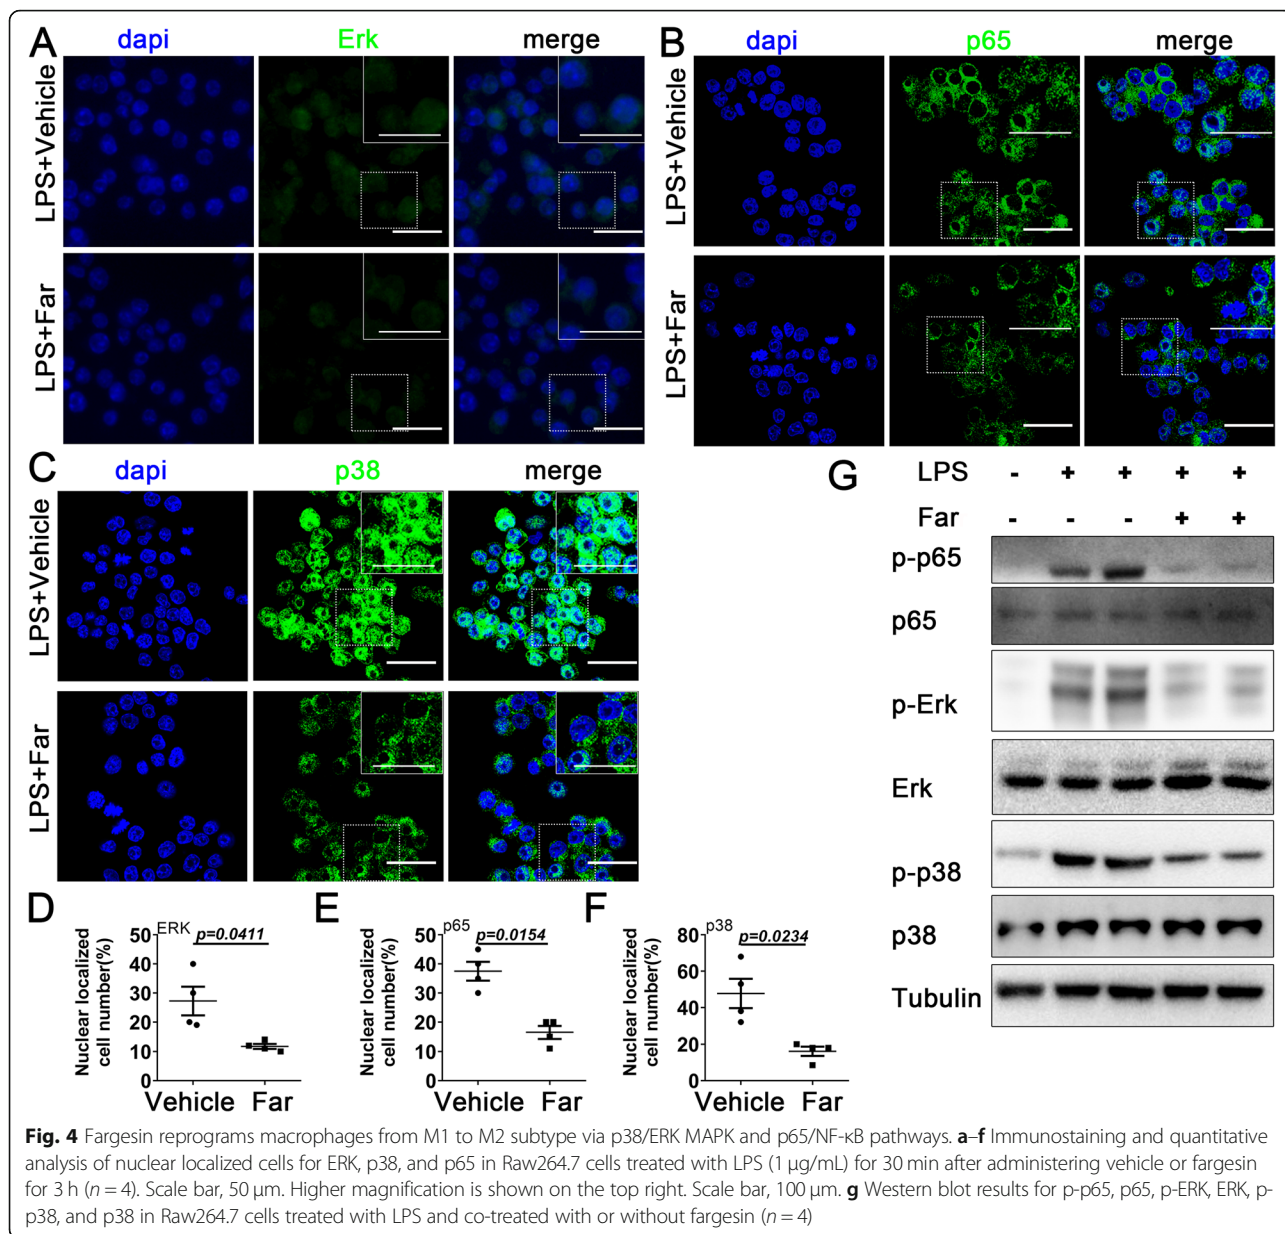 A
dapi
Erk
merge
LPS+Vehicle
LPS+Far
B
dapi
p65
merge
LPS+Vehicle
LPS+Far
C
dapi
p38
merge
LPS+Vehicle
LPS+Far
G
LPS - + + + +
Far - - - + +
p-p65
p65
p-Erk
Erk
p-p38
p38
Tubulin
D
ERK
p=0.0411
Nuclear localized
cell number(%)
50
40
30
20
10
0
Vehicle Far
E
p65
p=0.0154
Nuclear localized
cell number(%)
50
40
30
20
10
0
Vehicle Far
F
p38
p=0.0234
Nuclear localized
cell number(%)
80
60
40
20
0
Vehicle Far
Fig. 4 Fargesin reprograms macrophages from M1 to M2 subtype via p38/ERK MAPK and p65/NF-κB pathways. a–f Immunostaining and quantitative
analysis of nuclear localized cells for ERK, p38, and p65 in Raw264.7 cells treated with LPS (1 μg/mL) for 30 min after administering vehicle or fargesin
for 3 h (n = 4). Scale bar, 50 μm. Higher magnification is shown on the top right. Scale bar, 100 μm. g Western blot results for p-p65, p65, p-ERK, ERK, p-
p38, and p38 in Raw264.7 cells treated with LPS and co-treated with or without fargesin (n = 4)